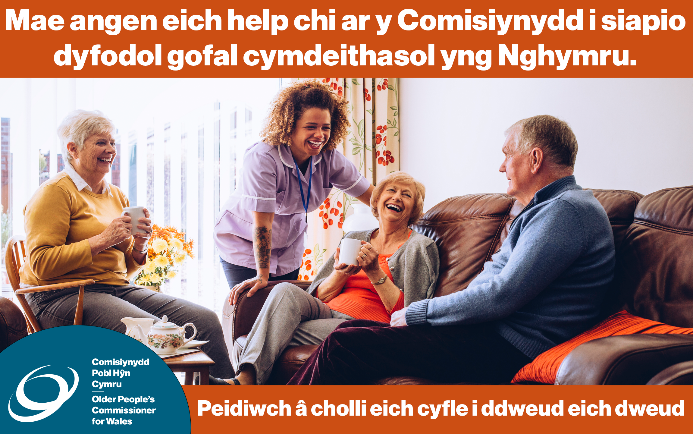 Mae angen eich help chi ar y Comisiynydd i siapio
dyfodol gofal cymdeithasol yng Nghymru.
Comisiynydd
Pobl Hŷn
Cymru
Older People's
Commissioner
for Wales
Peidiwch â cholli eich cyfle i ddweud eich dweud